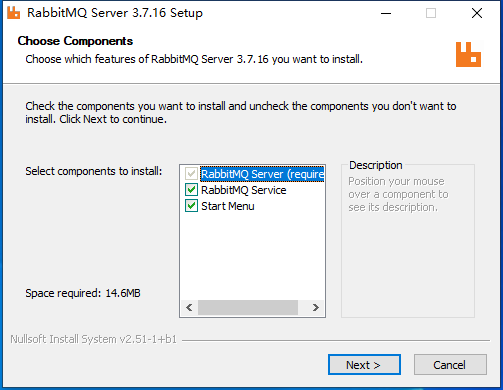 RabbitMQ Server 3.7.16 Setup
Choose Components
Choose which features of RabbitMQ Server 3.7.16 you want to install.
Check the components you want to install and uncheck the components you don't want to
install. Click Next to continue.
Select components to install:
RabbitMQ Server (require
RabbitMQ Service
Start Menu
Description
Position your mouse
over a component to
see its description.
Space required: 14.6MB
Nullsoft Install System v2.51-1+b1
Next >
Cancel